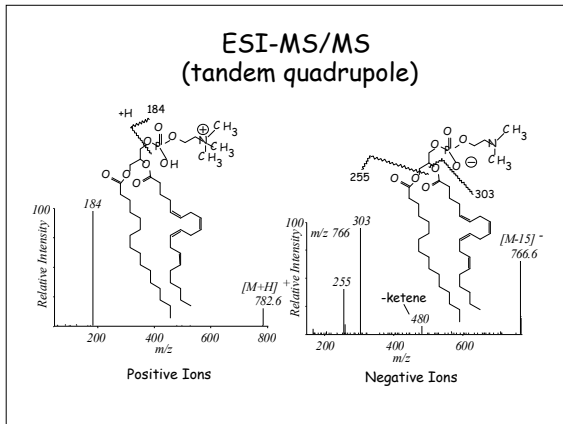 ESI-MS/MS
(tandem quadrupole)
+H 184
O
O P O N CH3
CH3
CH3
O O H
O O
O
184
100
Relative Intensity
[M+H] +
782.6
200 400 600 800
m/z
Positive Ions
O
O P O N CH3
CH3
O O
255 O O
O 303
100
m/z 766 303
Relative Intensity
255
-ketene
480
[M-15] -
766.6
200 400 600
m/z
Negative Ions